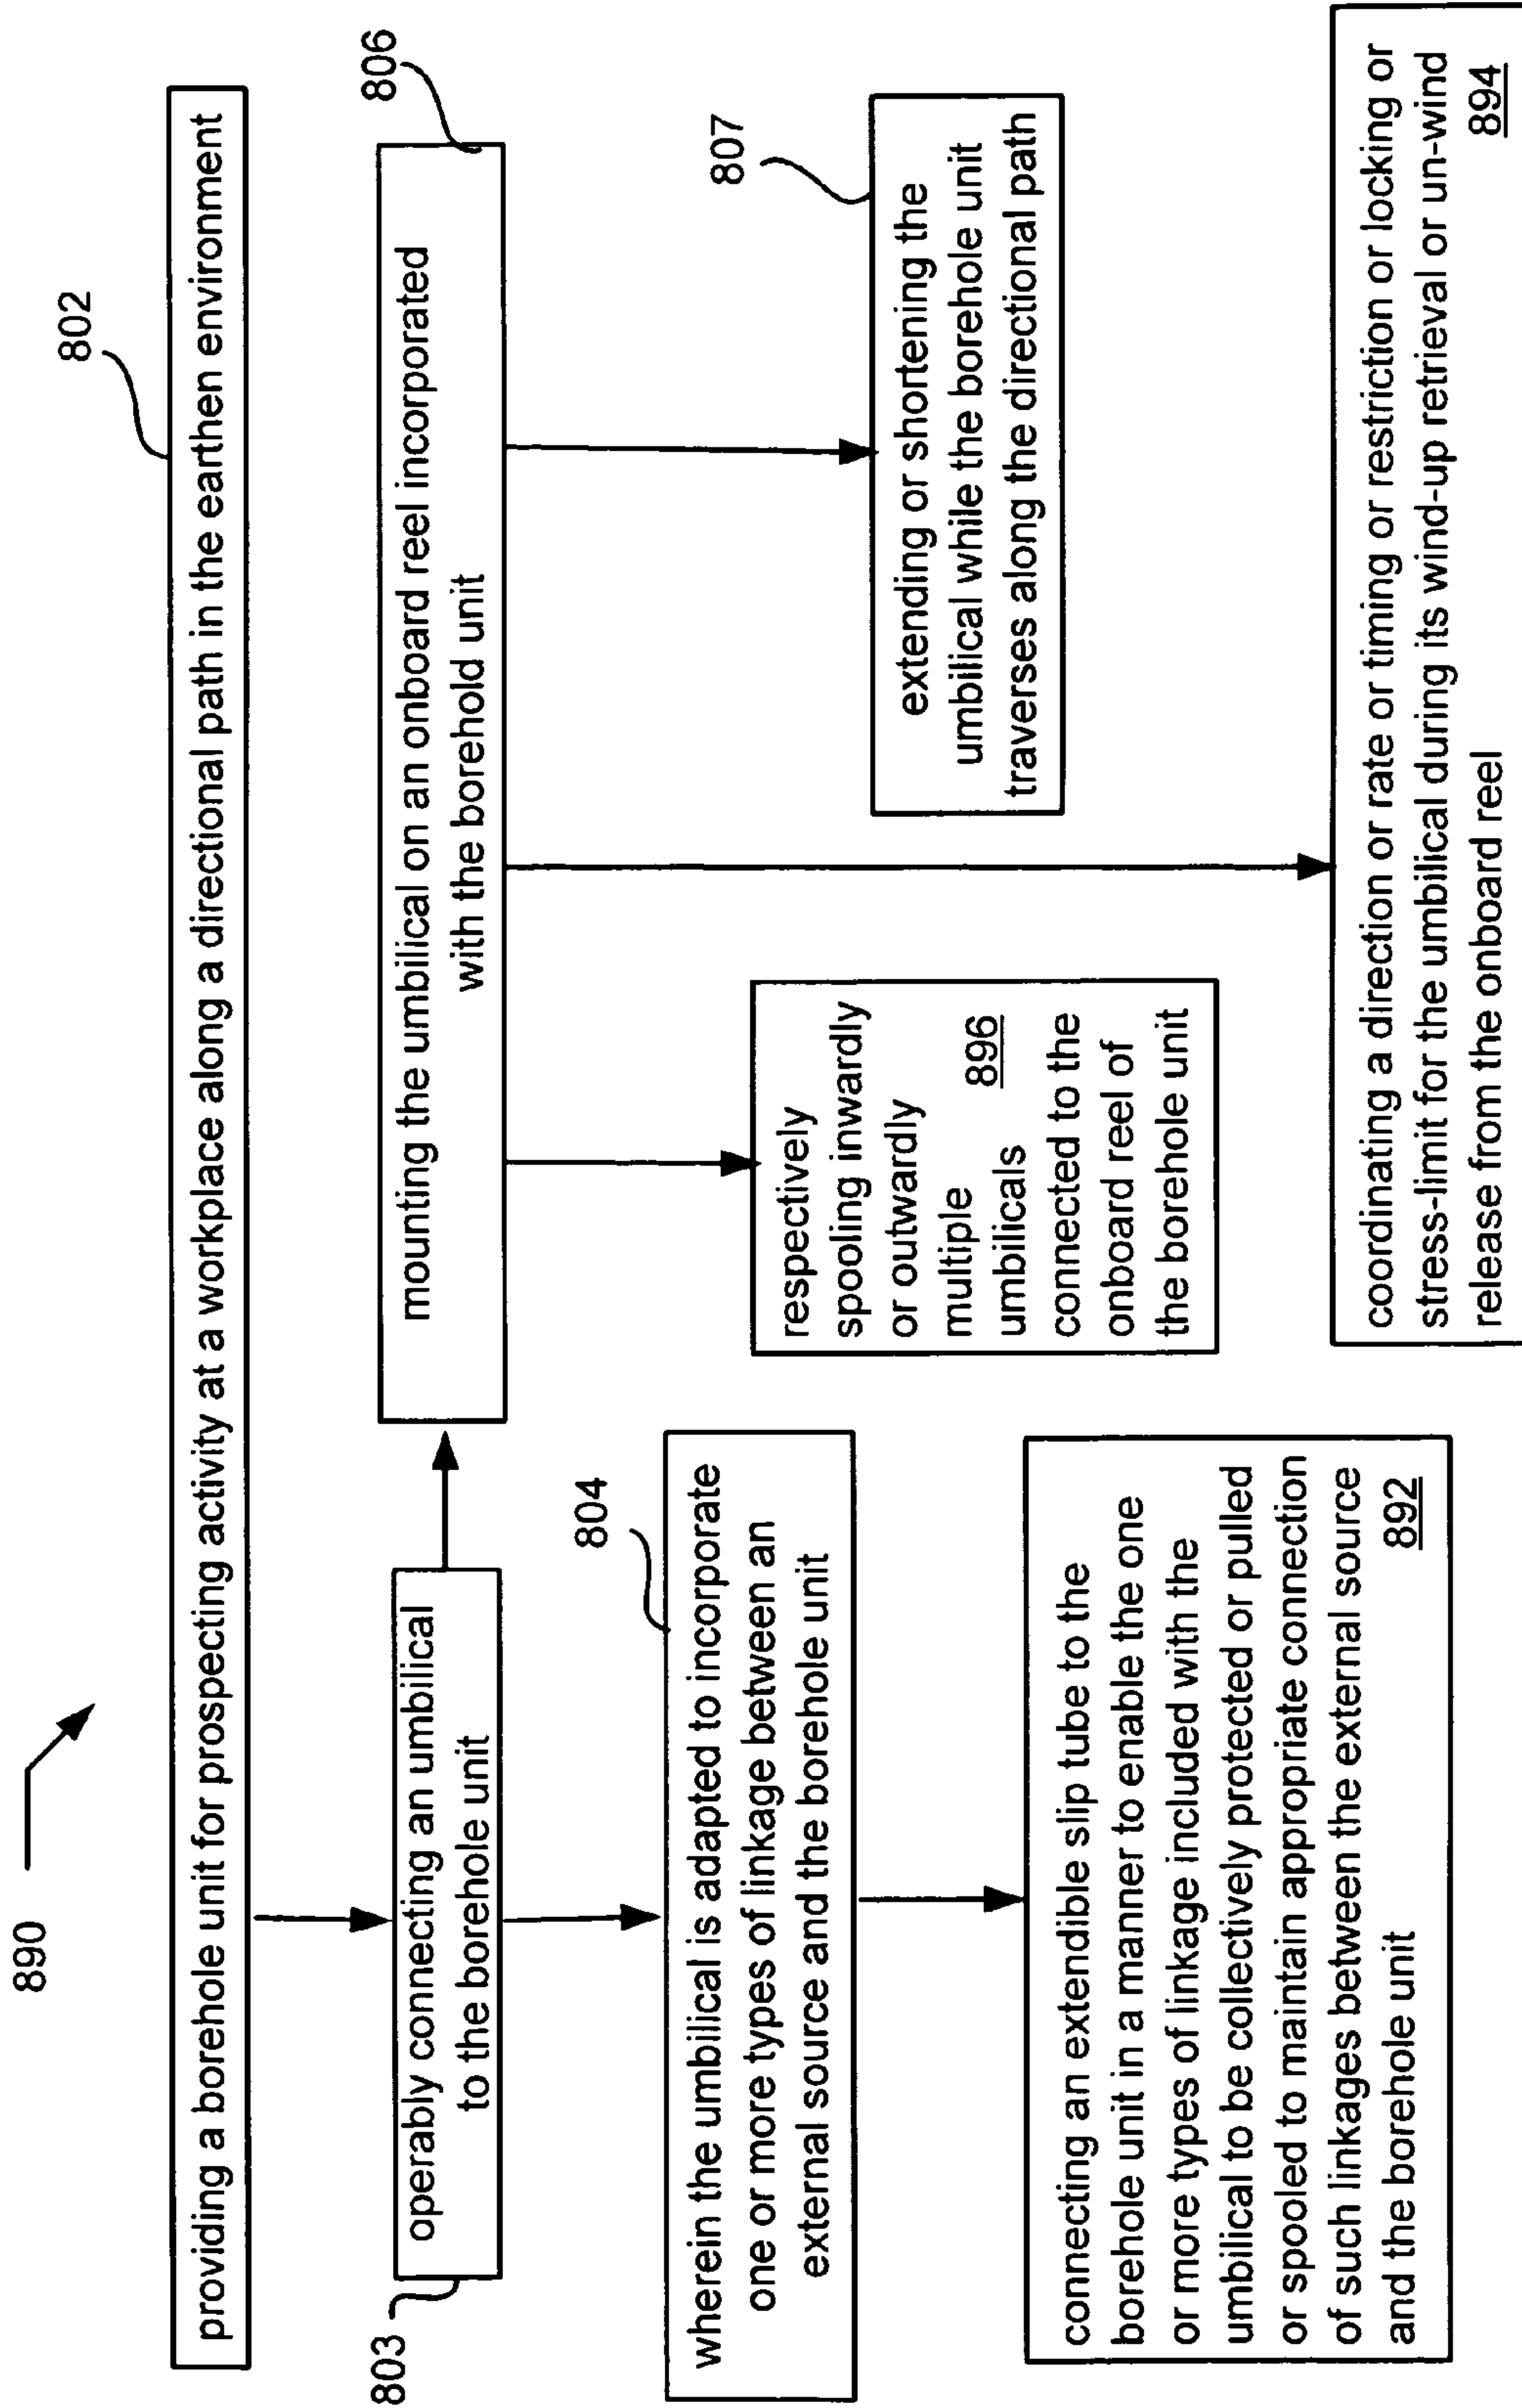 890
802
providing a borehole unit for prospecting activity at a workplace along a directional path in the earthen environment
803
operably connecting an umbilical
to the borehole unit
806
mounting the umbilical on an onboard reel incorporated
with the borehold unit
804
wherein the umbilical is adapted to incorporate
one or more types of linkage between an
external source and the borehole unit
respectively
spooling inwardly
or outwardly
multiple
umbilicals 896
connected to the
onboard reel of
the borehole unit
807
extending or shortening the
umbilical while the borehole unit
traverses along the directional path
connecting an extendible slip tube to the
borehole unit in a manner to enable the one
or more types of linkage included with the
umbilical to be collectively protected or pulled
or spooled to maintain appropriate connection
of such linkages between the external source
and the borehole unit 892
coordinating a direction or rate or timing or restriction or locking or
stress-limit for the umbilical during its wind-up retrieval or un-wind
release from the onboard reel 894